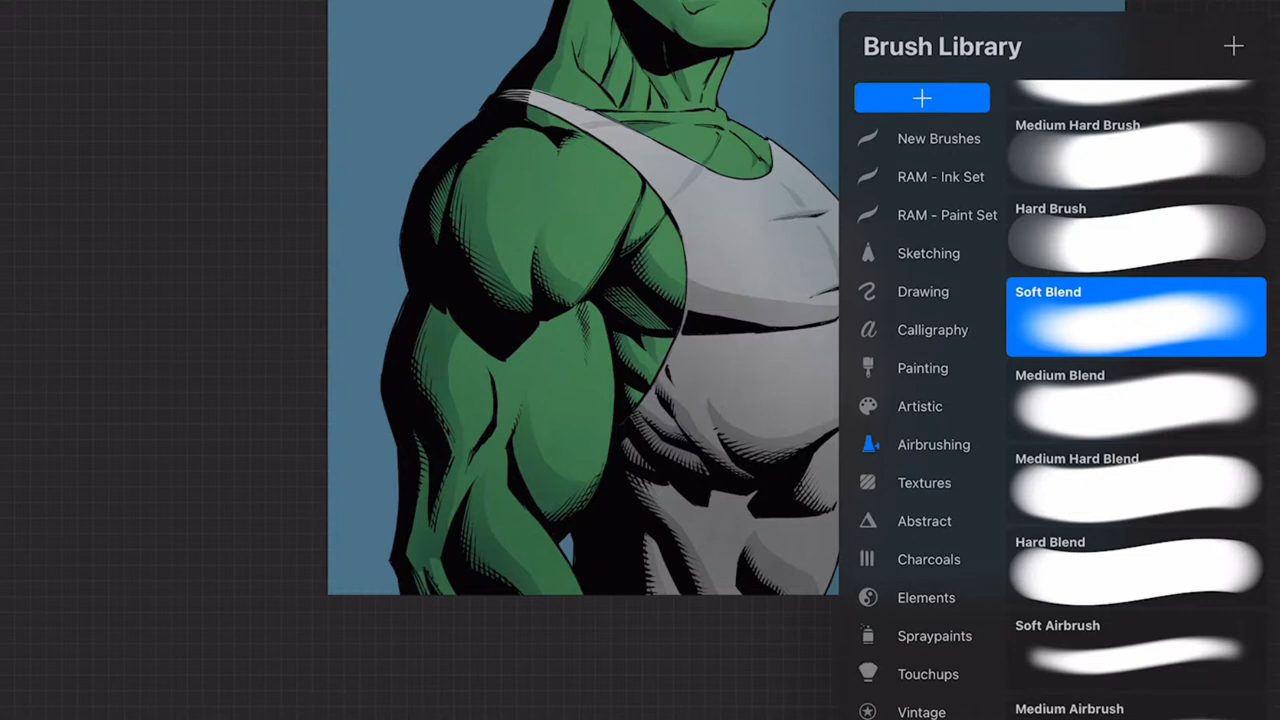 Brush Library
New Brushes
RAM - Ink Set
RAM - Paint Set
Sketching
Drawing
Calligraphy
Painting
Artistic
Airbrushing
Textures
Abstract
Charcoals
Elements
Spraypaints
Touchups
Vintage
Medium Hard Brush
Hard Brush
Soft Blend
Medium Blend
Medium Hard Blend
Hard Blend
Soft Airbrush
Medium Airbrush